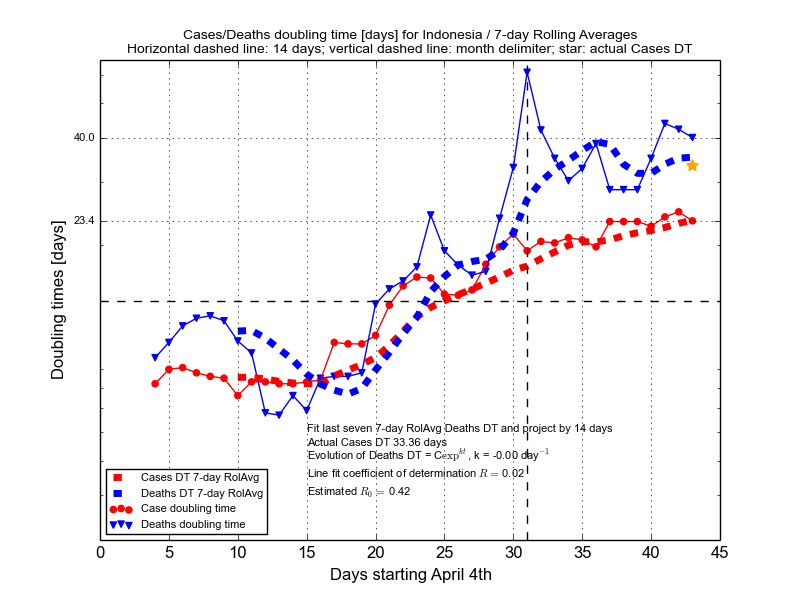 Cases/Deaths doubling time [days] for Indonesia / 7-day Rolling Averages
Horizontal dashed line: 14 days; vertical dashed line: month delimiter; star: actual Cases DT
40.0
23.4
Doubling times [days]
Fit last seven 7-day RolAvg Deaths DT and project by 14 days
Actual Cases DT 33.36 days
Evolution of Deaths DT = Cexp^{kt}, k = -0.00 day^{-1}
Line fit coefficient of determination R = 0.02
Estimated R_0 = 0.42
Cases DT 7-day RolAvg
Deaths DT 7-day RolAvg
Case doubling time
Deaths doubling time
0 5 10 15 20 25 30 35 40 45
Days starting April 4th